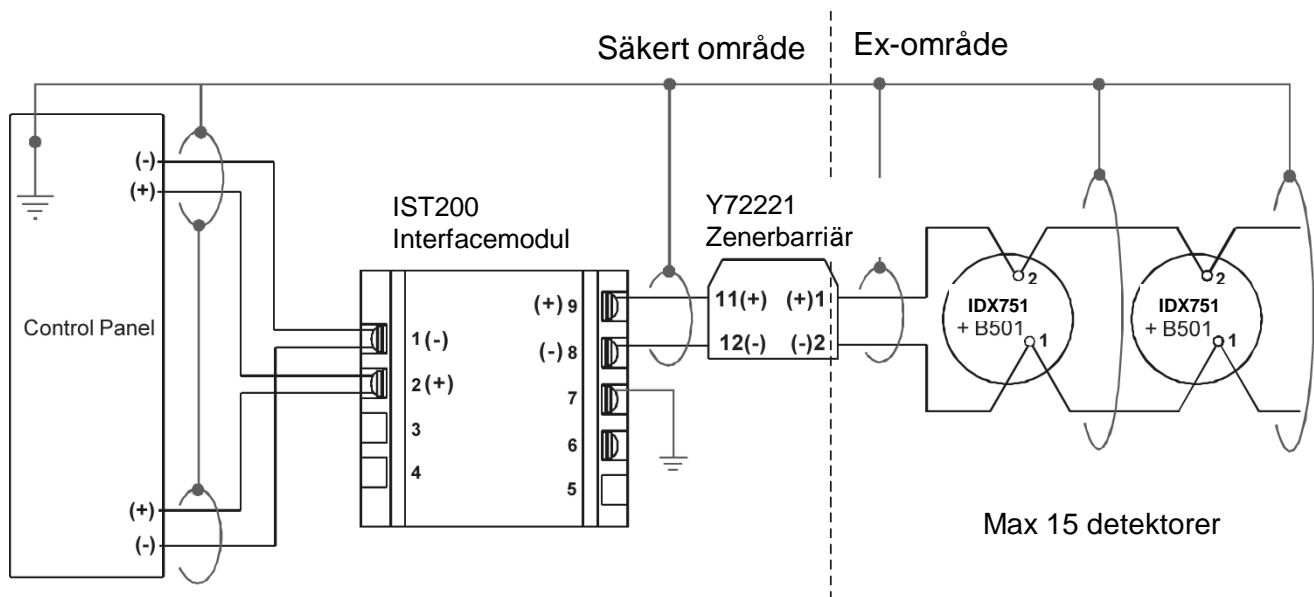 Säkert område
Ex-område
(-)
(+)
IST200
Interfacemodul
Y72221
Zenerbarriär
Control Panel
1 (-)
2 (+)
3
4
(+) 9
(-) 8
7
6
5
11(+) (+)1
12(-) (-)2
2
IDX751
+ B501
1
2
IDX751
+ B501
1
(+)
(-)
Max 15 detektorer